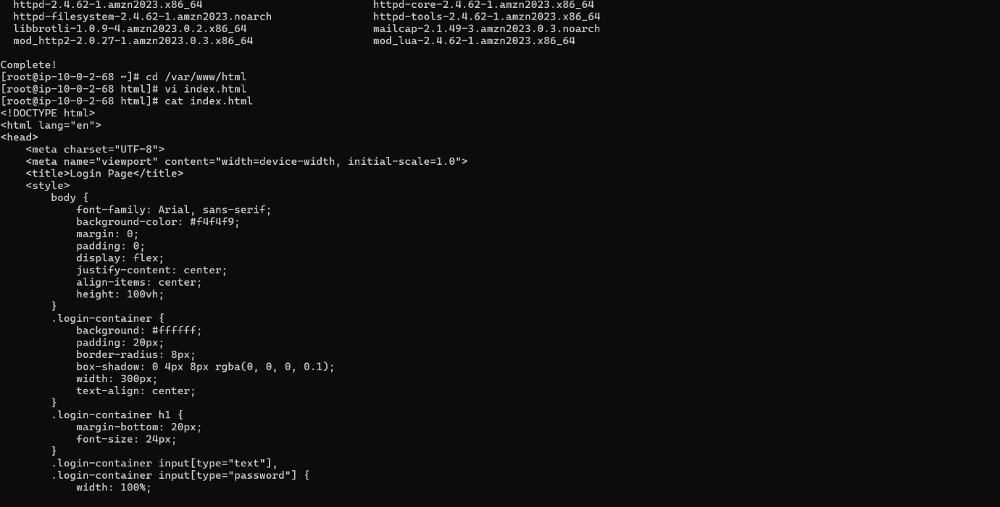 httpd-2.4.62-1.amzn2023.x86_64                           httpd-core-2.4.62-1.amzn2023.x86_64
  httpd-filesystem-2.4.62-1.amzn2023.noarch                httpd-tools-2.4.62-1.amzn2023.x86_64
  libbrotli-1.0.9-4.amzn2023.0.2.x86_64                    mailcap-2.1.49-3.amzn2023.0.3.noarch
  mod_http2-2.0.27-1.amzn2023.0.3.x86_64                   mod_lua-2.4.62-1.amzn2023.x86_64

Complete!
[root@ip-10-0-2-68 ~]# cd /var/www/html
[root@ip-10-0-2-68 html]# vi index.html
[root@ip-10-0-2-68 html]# cat index.html
<!DOCTYPE html>
<html lang="en">
<head>
    <meta charset="UTF-8">
    <meta name="viewport" content="width=device-width, initial-scale=1.0">
    <title>Login Page</title>
    <style>
        body {
            font-family: Arial, sans-serif;
            background-color: #f4f4f9;
            margin: 0;
            padding: 0;
            display: flex;
            justify-content: center;
            align-items: center;
            height: 100vh;
        }
        .login-container {
            background: #ffffff;
            padding: 20px;
            border-radius: 8px;
            box-shadow: 0 4px 8px rgba(0, 0, 0, 0.1);
            width: 300px;
            text-align: center;
        }
        .login-container h1 {
            margin-bottom: 20px;
            font-size: 24px;
        }
        .login-container input[type="text"],
        .login-container input[type="password"] {
            width: 100%;